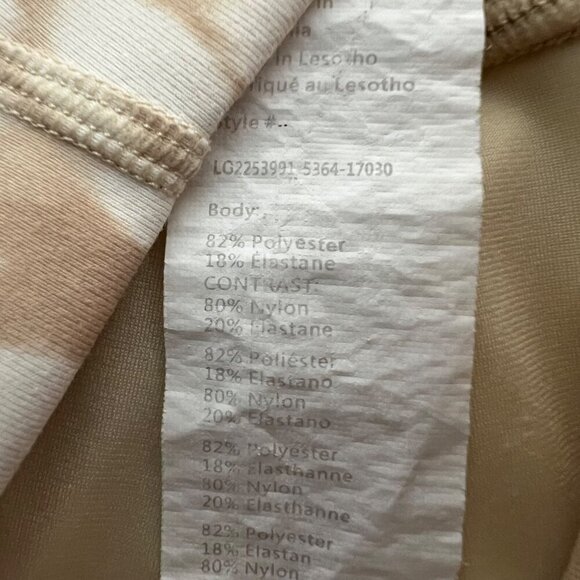 in
in Lesotho
au Lesotho
LG2253991 5364-17030
Body:
82% Polyester
18% Elastane
CONTRAST:
80% Nylon
20% Elastane
82% Poliéster
18% Elastano
80% Nylon
20% Elastano
82% Polyester
18% Elasthanne
80% Nylon
20% Elasthanne
82% Polyester
18% Elastan
80% Nylon